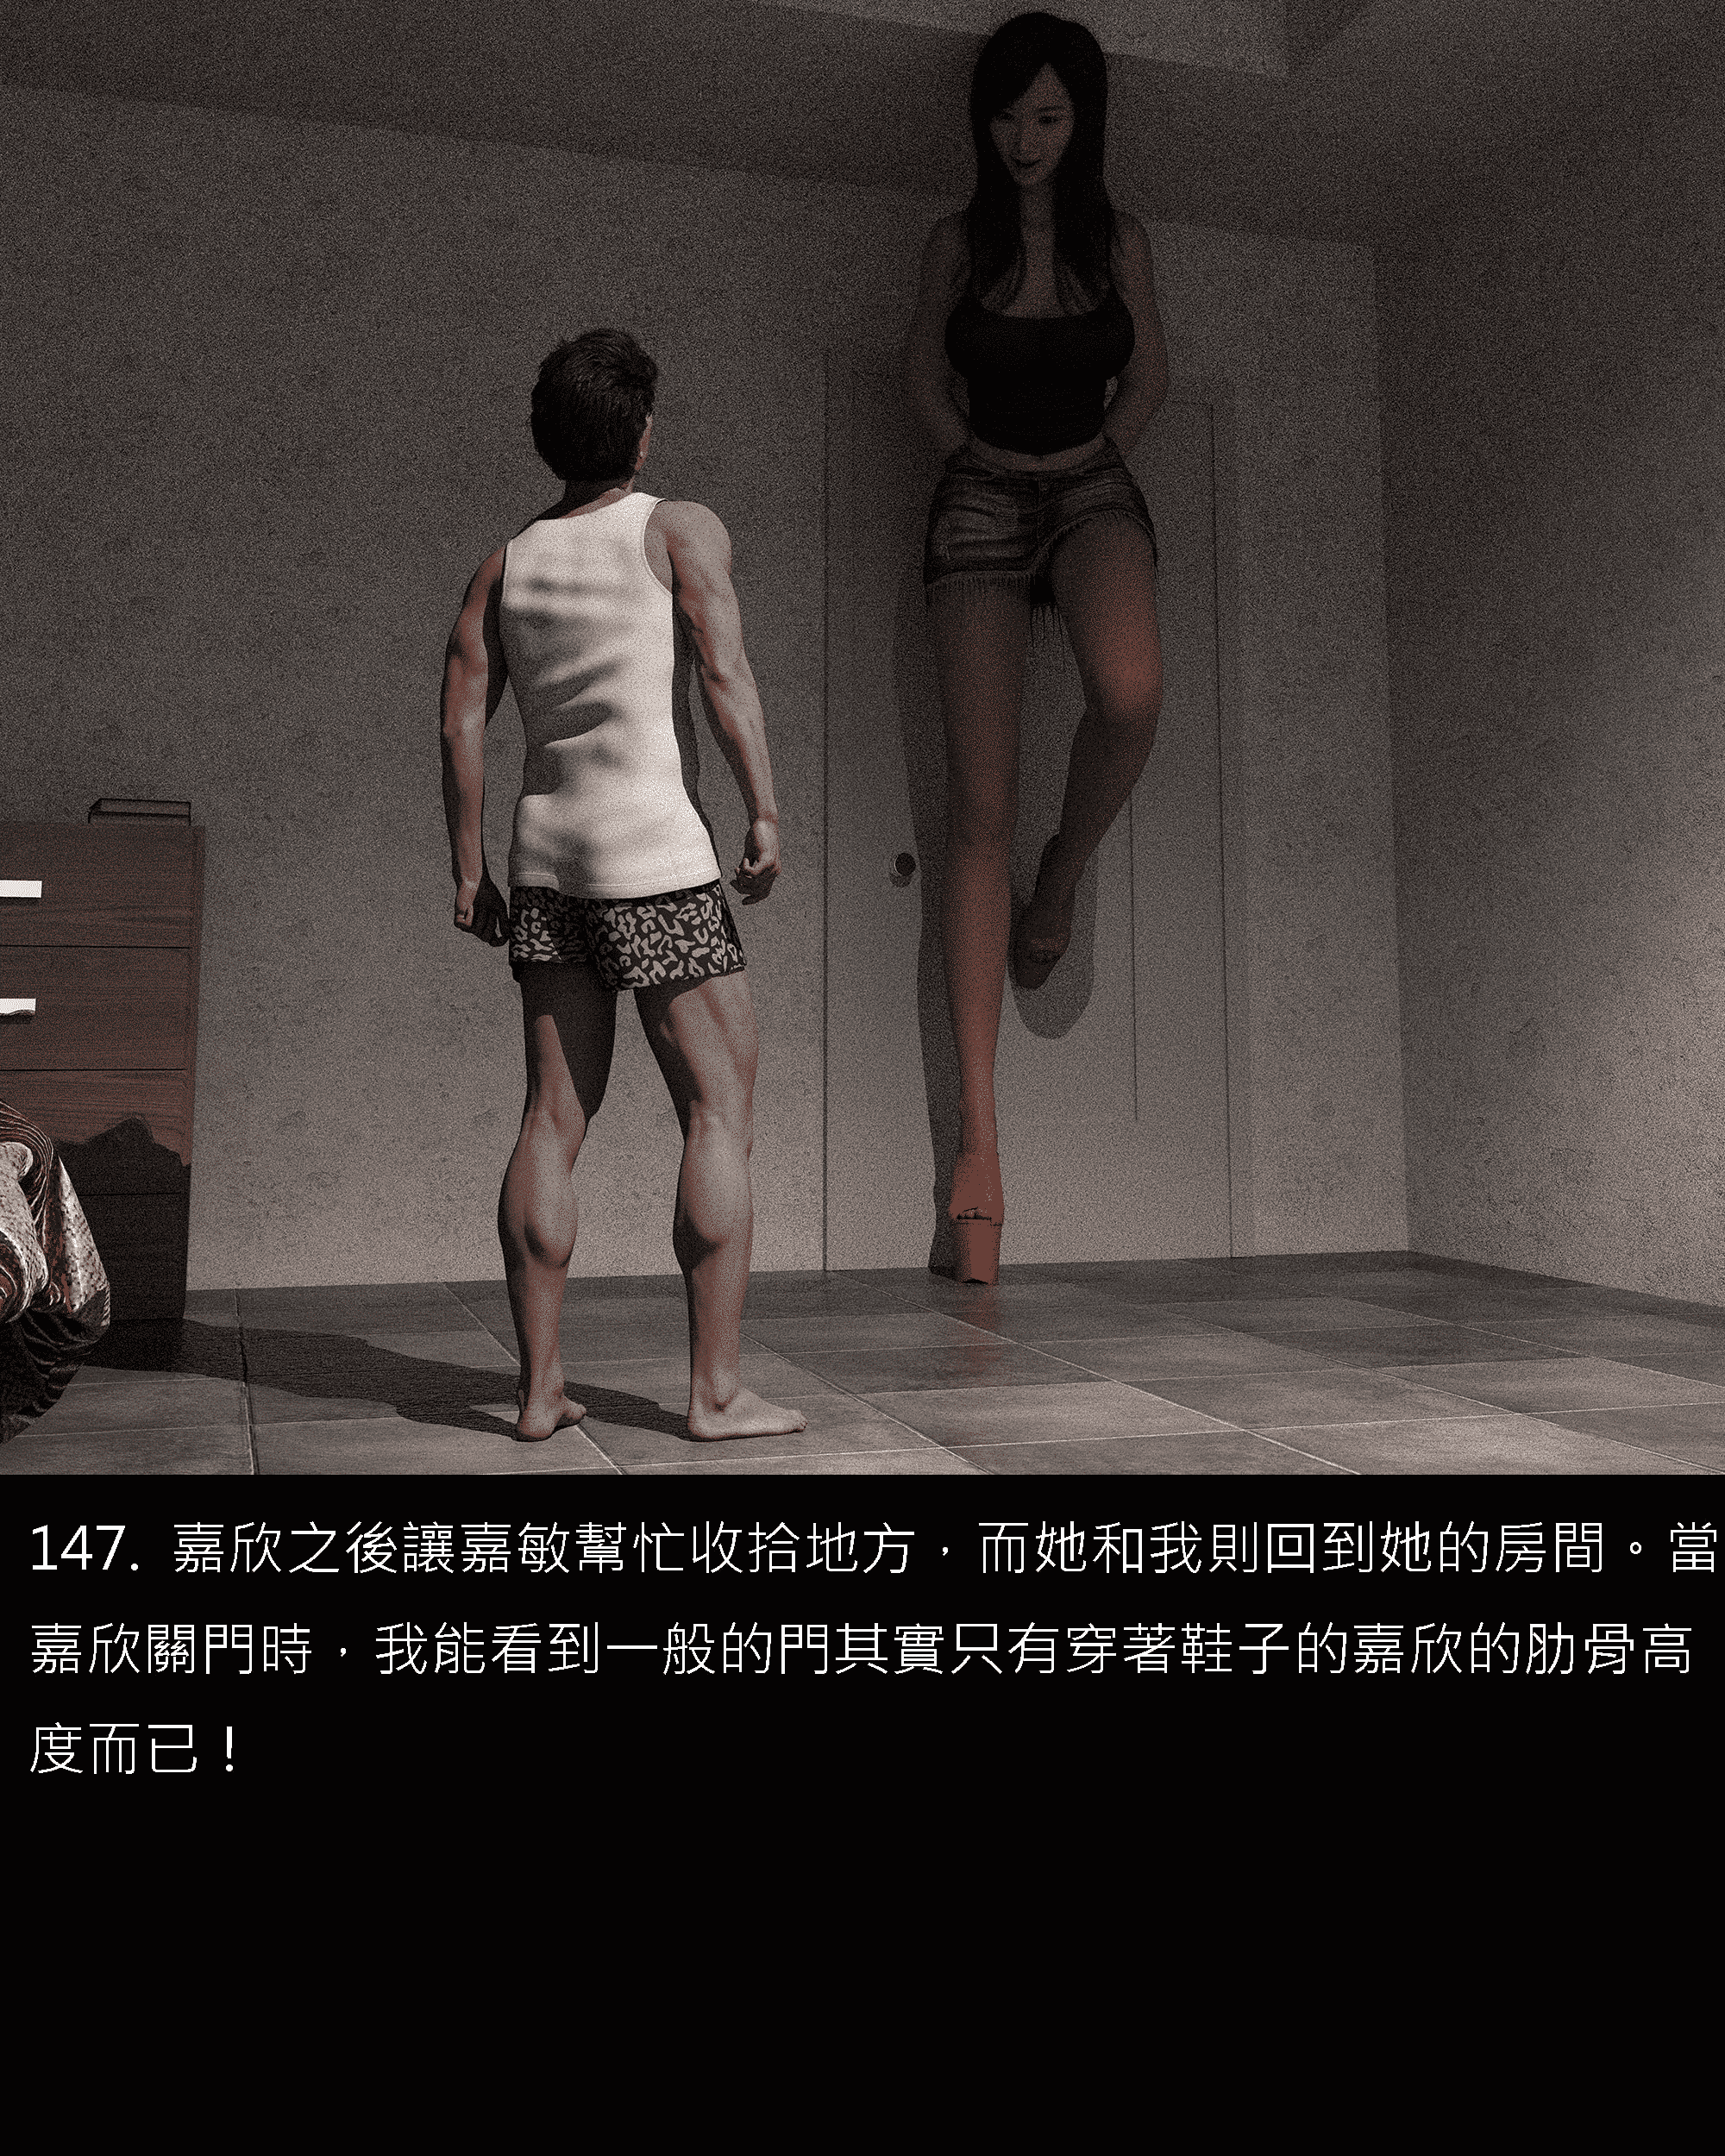 147. 嘉欣之後讓嘉敏幫忙收拾地方，而她和我則回到她的房間。當
嘉欣關門時，我能看到一般的門其實只有穿著鞋子的嘉欣的肋骨高
度而已！